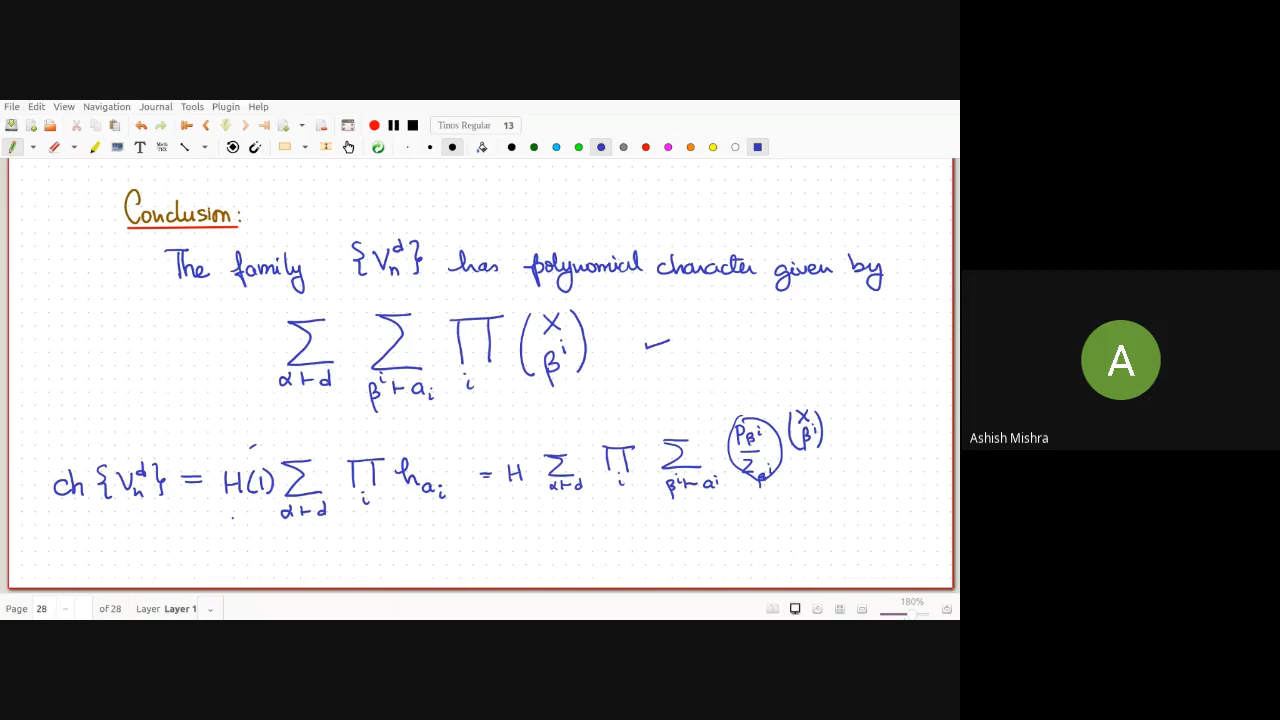 File Edit View Navigation Journal Tools Plugin Help
Tinos Regular 13
Conclusion:
The family {V_n^d} has polynomial character given by
∑_{α⊢d} ∑_{β^i⊢a_i} ∏_i (X β^i) ✓
ch{V_n^d} = H(1) ∑_{α⊢d} ∏_i h_{a_i} = H ∑_{α⊢d} ∏_i ∑_{β^i⊢a_i} p_{β^i}/z_{β^i} (X β^i)
Page 28 of 28 Layer Layer 1 180%
A
Ashish Mishra